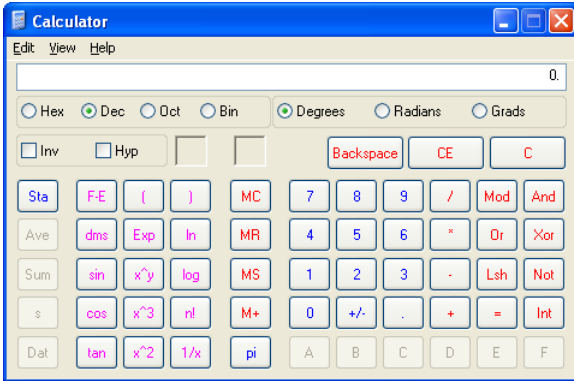 Calculator
Edit View Help
0.
Hex Dec Oct Bin Degrees Radians Grads
Inv Hyp Backspace CE C
Sta F-E ( ) MC 7 8 9 / Mod And
Ave dms Exp ln MR 4 5 6 * Or Xor
Sum sin x^y log MS 1 2 3 - Lsh Not
s cos x^3 n! M+ 0 +/- . + = Int
Dat tan x^2 1/x pi A B C D E F